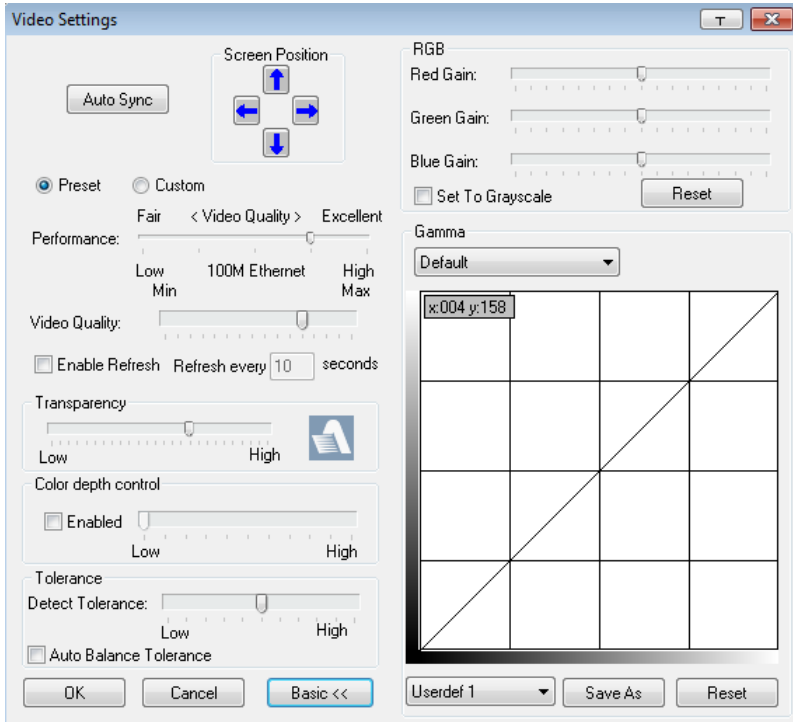 Video Settings
Screen Position
Auto Sync
Preset
Custom
Fair < Video Quality > Excellent
Performance:
Low 100M Ethernet High
Min Max
Video Quality:
Enable Refresh Refresh every 10 seconds
Transparency
Low High
Color depth control
Enabled
Low High
Tolerance
Detect Tolerance:
Low High
Auto Balance Tolerance
OK Cancel Basic <<
RGB
Red Gain:
Green Gain:
Blue Gain:
Set To Grayscale Reset
Gamma
Default
x:004 y:158
Userdef 1 Save As Reset